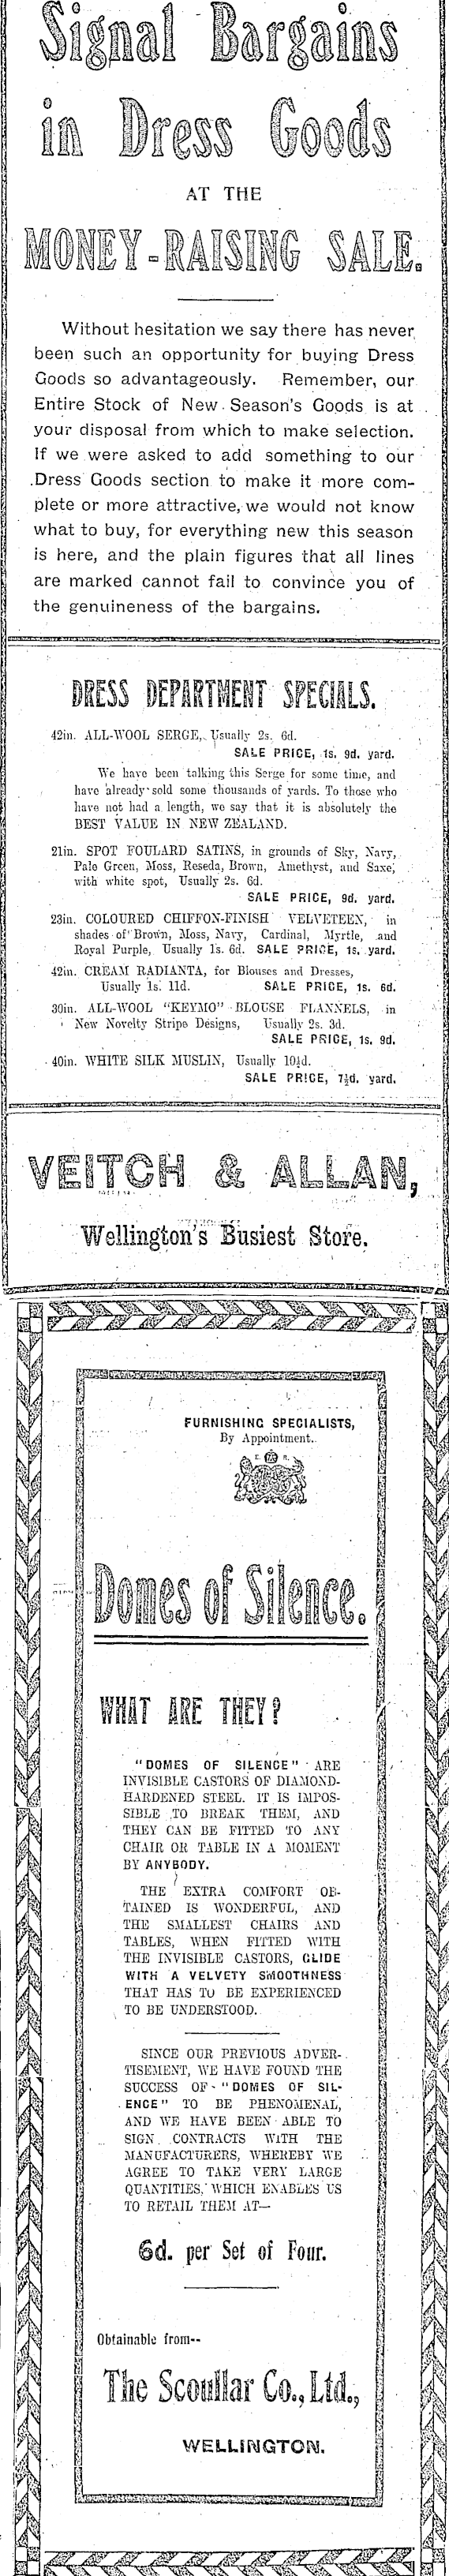 Signal Bargains
in Dress Goods
AT THE
MONEY-RAISING SALE.
Without hesitation we say there has never
been such an opportunity for buying Dress
Goods so advantageously. Remember, our
Entire Stock of New Season's Goods is at
your disposal from which to make selection.
If we were asked to add something to our
Dress Goods section to make it more com-
plete or more attractive, we would not know
what to buy, for everything new this season
is here, and the plain figures that all lines
are marked cannot fail to convince you of
the genuineness of the bargains.
DRESS DEPARTMENT SPECIALS.
42in. ALL-WOOL SERGE, Usually 2s. 6d.
SALE PRICE, 1s. 9d. yard.
We have been talking this Serge for some time, and
have already sold some thousands of yards. To those who
have not had a length, we say that it is absolutely the
BEST VALUE IN NEW ZEALAND.
21in. SPOT FOULARD SATINS, in grounds of Sky, Navy,
Pale Green, Moss, Reseda, Brown, Amethyst, and Saxe,
with white spot, Usually 2s. 6d.
SALE PRICE, 9d. yard.
23in. COLOURED CHIFFON-FINISH VELVETEEN, in
shades of Brown, Moss, Navy, Cardinal, Myrtle, and
Royal Purple, Usually 1s. 6d. SALE PRICE, 1s. yard.
42in. CREAM RADIANTA, for Blouses and Dresses,
Usually 1s. 11d. SALE PRICE, 1s. 6d.
30in. ALL-WOOL "KEYMO" BLOUSE FLANNELS, in
New Novelty Stripe Designs, Usually 2s. 3d.
SALE PRICE, 1s. 9d.
40in. WHITE SILK MUSLIN, Usually 10½d.
SALE PRICE, 7½d. yard.
VEITCH & ALLAN,
Wellington's Busiest Store.
FURNISHING SPECIALISTS,
By Appointment.
Domes of Silence.
WHAT ARE THEY?
"DOMES OF SILENCE" ARE
INVISIBLE CASTORS OF DIAMOND-
HARDENED STEEL. IT IS IMPOS-
SIBLE TO BREAK THEM, AND
THEY CAN BE FITTED TO ANY
CHAIR OR TABLE IN A MOMENT
BY ANYBODY.
THE EXTRA COMFORT OB-
TAINED IS WONDERFUL, AND
THE SMALLEST CHAIRS AND
TABLES, WHEN FITTED WITH
THE INVISIBLE CASTORS, GLIDE
WITH A VELVETY SMOOTHNESS
THAT HAS TO BE EXPERIENCED
TO BE UNDERSTOOD.
SINCE OUR PREVIOUS ADVER-
TISEMENT, WE HAVE FOUND THE
SUCCESS OF "DOMES OF SIL-
ENCE" TO BE PHENOMENAL,
AND WE HAVE BEEN ABLE TO
SIGN CONTRACTS WITH THE
MANUFACTURERS, WHEREBY WE
AGREE TO TAKE VERY LARGE
QUANTITIES, WHICH ENABLES US
TO RETAIL THEM AT—
6d. per Set of Four.
Obtainable from--
The Scoullar Co., Ltd.,
WELLINGTON.